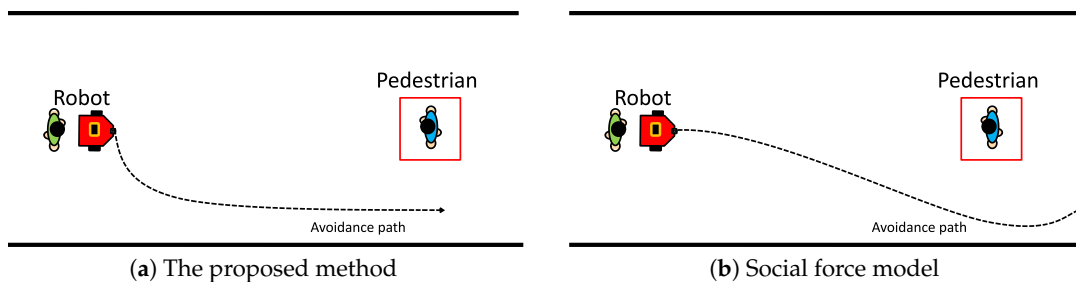 Pedestrian
Robot
Avoidance path
(a) The proposed method
Pedestrian
Robot
Avoidance path
(b) Social force model